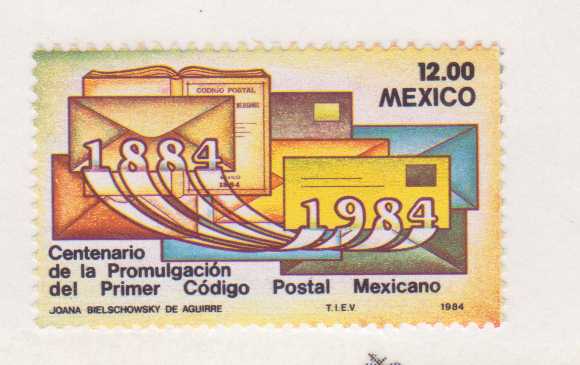 12.00
MEXICO
CODIGO POSTAL
1884
1884
1984
Centenario
de la Promulgación
del Primer Código Postal Mexicano
JOANA BIELSCHOWSKY DE AGUIRRE T.I.E.V. 1984